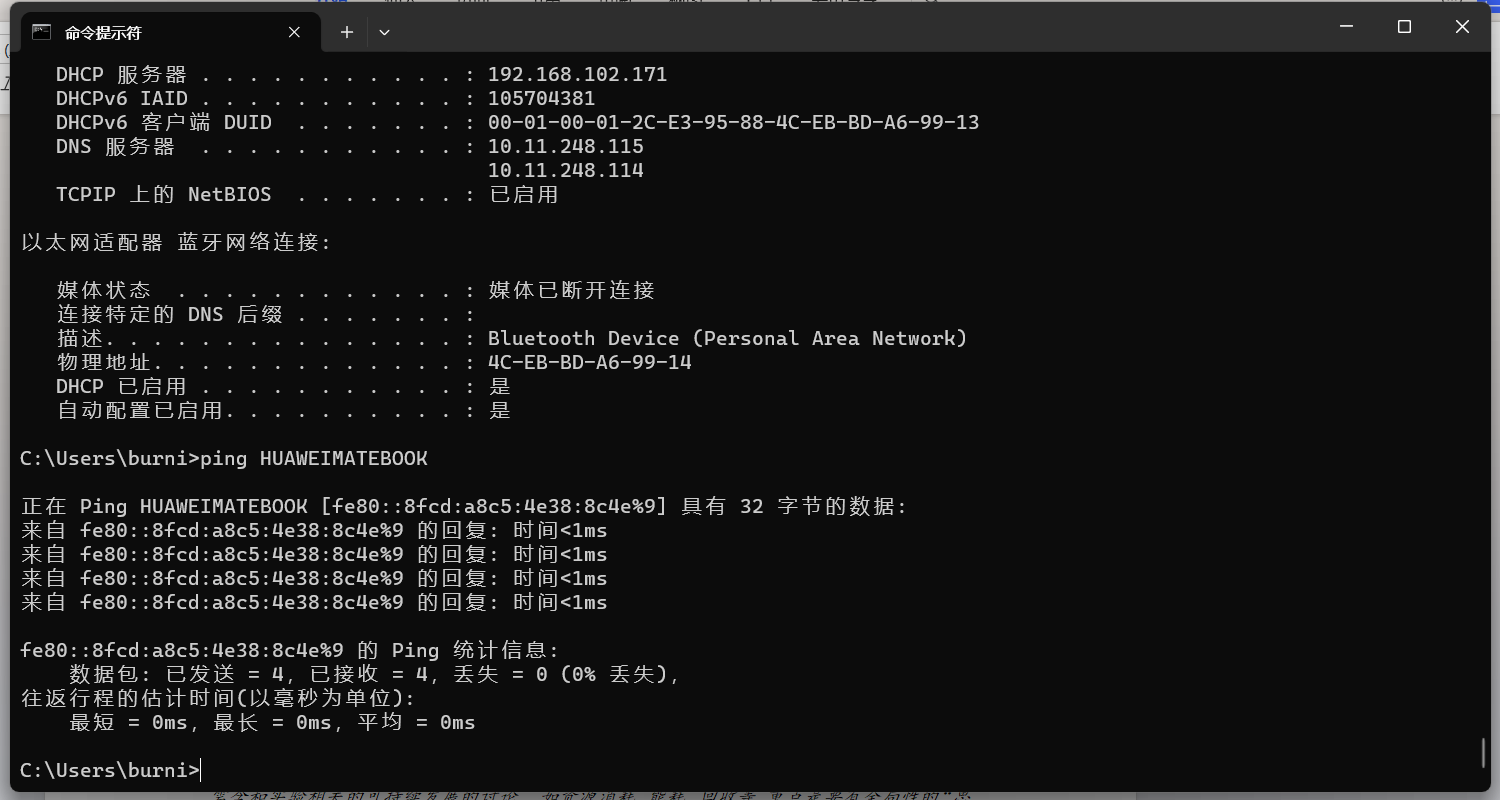 命令提示符
DHCP 服务器 . . . . . . . . . . . : 192.168.102.171
DHCPv6 IAID . . . . . . . . . . . : 105704381
DHCPv6 客户端 DUID  . . . . . . . : 00-01-00-01-2C-E3-95-88-4C-EB-BD-A6-99-13
DNS 服务器  . . . . . . . . . . . : 10.11.248.115
10.11.248.114
TCPIP 上的 NetBIOS  . . . . . . . : 已启用
以太网适配器 蓝牙网络连接:
媒体状态  . . . . . . . . . . . . : 媒体已断开连接
连接特定的 DNS 后缀 . . . . . . . :
描述. . . . . . . . . . . . . . . : Bluetooth Device (Personal Area Network)
物理地址. . . . . . . . . . . . . : 4C-EB-BD-A6-99-14
DHCP 已启用 . . . . . . . . . . . : 是
自动配置已启用. . . . . . . . . . : 是
C:\Users\burni>ping HUAWEIMATEBOOK
正在 Ping HUAWEIMATEBOOK [fe80::8fcd:a8c5:4e38:8c4e%9] 具有 32 字节的数据:
来自 fe80::8fcd:a8c5:4e38:8c4e%9 的回复: 时间<1ms
来自 fe80::8fcd:a8c5:4e38:8c4e%9 的回复: 时间<1ms
来自 fe80::8fcd:a8c5:4e38:8c4e%9 的回复: 时间<1ms
来自 fe80::8fcd:a8c5:4e38:8c4e%9 的回复: 时间<1ms
fe80::8fcd:a8c5:4e38:8c4e%9 的 Ping 统计信息:
数据包: 已发送 = 4, 已接收 = 4, 丢失 = 0 (0% 丢失),
往返行程的估计时间(以毫秒为单位):
最短 = 0ms, 最长 = 0ms, 平均 = 0ms
C:\Users\burni>